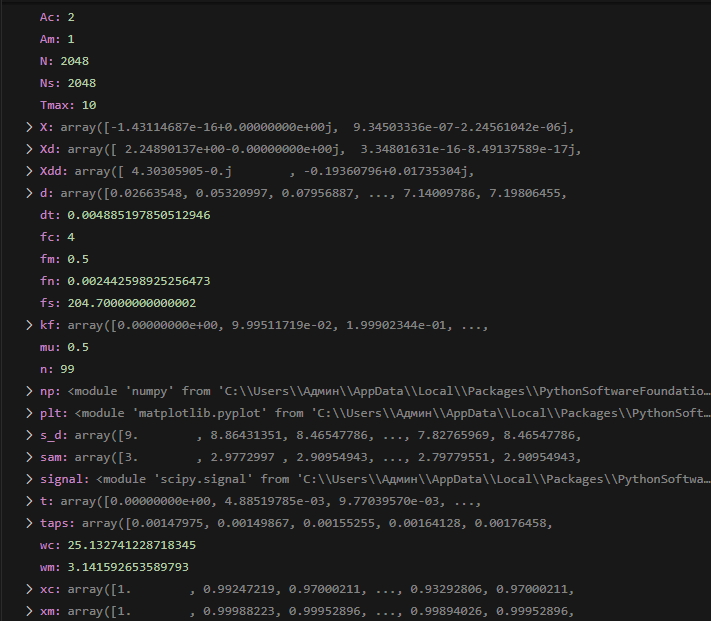 Ac: 2
Am: 1
N: 2048
Ns: 2048
Tmax: 10
> X: array([-1.43114687e-16+0.00000000e+00j,  9.34503336e-07-2.24561042e-06j,
> Xd: array([ 2.24890137e+00-0.00000000e+00j,  3.34801631e-16-8.49137589e-17j,
> Xdd: array([ 4.30305905-0.j        , -0.19360796+0.01735304j,
> d: array([0.02663548, 0.05320997, 0.07956887, ..., 7.14009786, 7.19806455,
dt: 0.004885197850512946
fc: 4
fm: 0.5
fn: 0.002442598925256473
fs: 204.70000000000002
> kf: array([0.00000000e+00, 9.99511719e-02, 1.99902344e-01, ...,
mu: 0.5
n: 99
> np: <module 'numpy' from 'C:\\Users\\Админ\\AppData\\Local\\Packages\\PythonSoftwareFoundatio...
> plt: <module 'matplotlib.pyplot' from 'C:\\Users\\Админ\\AppData\\Local\\Packages\\PythonSoft...
> s_d: array([9.        , 8.86431351, 8.46547786, ..., 7.82765969, 8.46547786,
> sam: array([3.        , 2.9772997 , 2.90954943, ..., 2.79779551, 2.90954943,
> signal: <module 'scipy.signal' from 'C:\\Users\\Админ\\AppData\\Local\\Packages\\PythonSoftwa...
> t: array([0.00000000e+00, 4.88519785e-03, 9.77039570e-03, ...,
> taps: array([0.00147975, 0.00149867, 0.00155255, 0.00164128, 0.00176458,
wc: 25.132741228718345
wm: 3.141592653589793
> xc: array([1.        , 0.99247219, 0.97000211, ..., 0.93292806, 0.97000211,
> xm: array([1.        , 0.99988223, 0.99952896, ..., 0.99894026, 0.99952896,